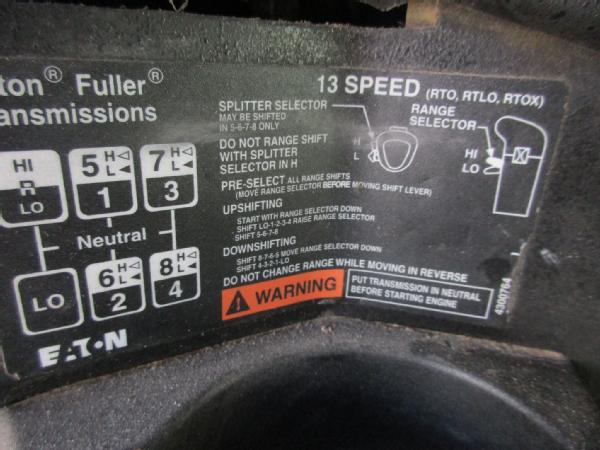 ton® Fuller®
ansmissions
HI
R
LO
5 H L
1
7 H L
3
Neutral
LO
6 H L
2
8 H L
4
EATON
13 SPEED (RTO, RTLO, RTOX)
SPLITTER SELECTOR
MAY BE SHIFTED
IN 5-6-7-8 ONLY
H
L
RANGE
SELECTOR
HI
LO
DO NOT RANGE SHIFT
WITH SPLITTER
SELECTOR IN H
PRE-SELECT ALL RANGE SHIFTS
(MOVE RANGE SELECTOR BEFORE MOVING SHIFT LEVER)
UPSHIFTING
START WITH RANGE SELECTOR DOWN
SHIFT LO-1-2-3-4 RAISE RANGE SELECTOR
SHIFT 5-6-7-8
DOWNSHIFTING
SHIFT 8-7-6-5 MOVE RANGE SELECTOR DOWN
SHIFT 4-3-2-1-LO
DO NOT CHANGE RANGE WHILE MOVING IN REVERSE
WARNING
PUT TRANSMISSION IN NEUTRAL
BEFORE STARTING ENGINE
4300764